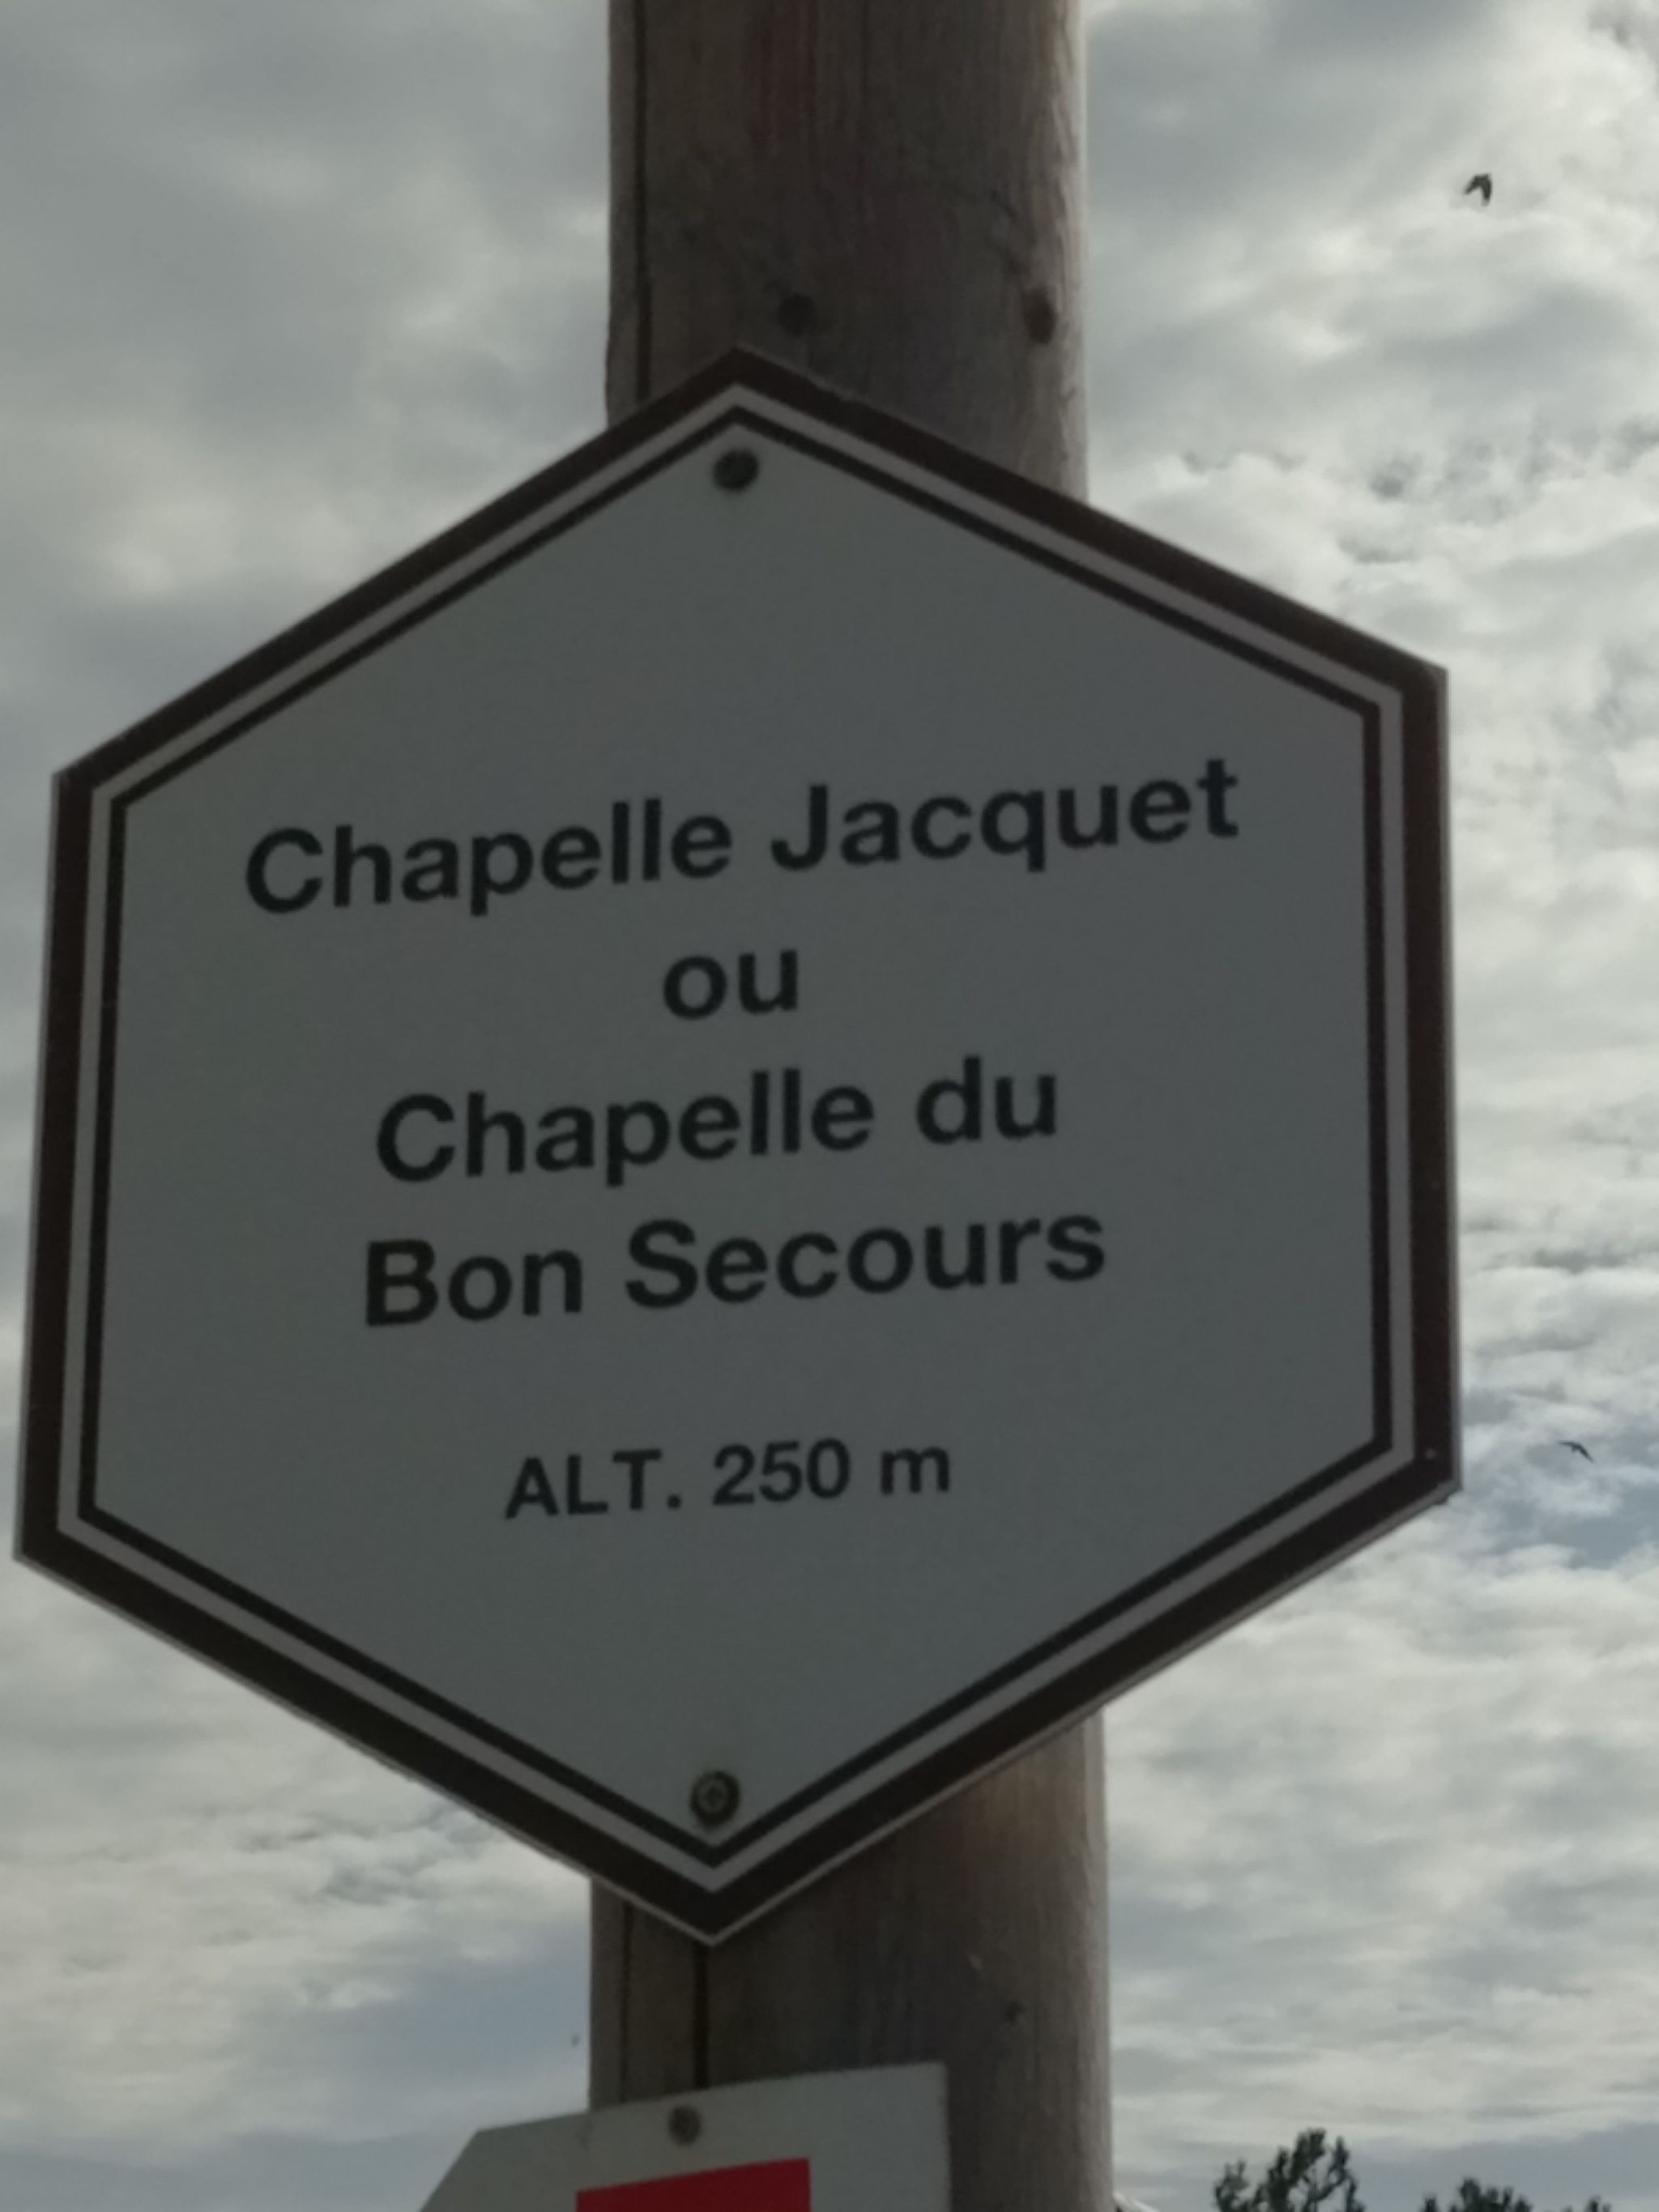 Chapelle Jacquet
ou
Chapelle du
Bon Secours
ALT. 250 m